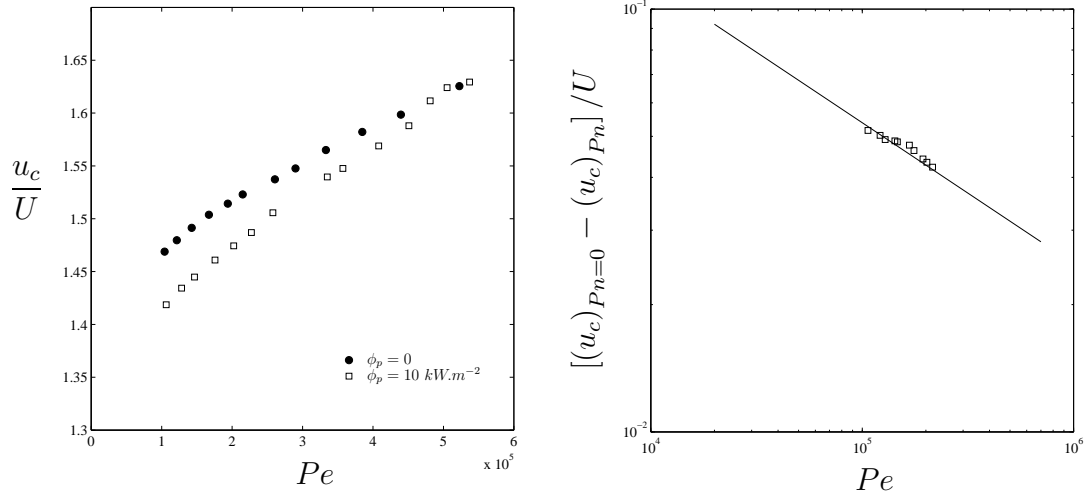 1.65
1.6
1.55
1.5
1.45
1.4
1.35
1.3
u_c/U
0 1 2 3 4 5 6
x 10^5
Pe
ϕ_p = 0
ϕ_p = 10 kW.m^{−2}
10^{−1}
10^{−2}
[(u_c)_{Pn=0} − (u_c)_{Pn}] /U
10^4 10^5 10^6
Pe